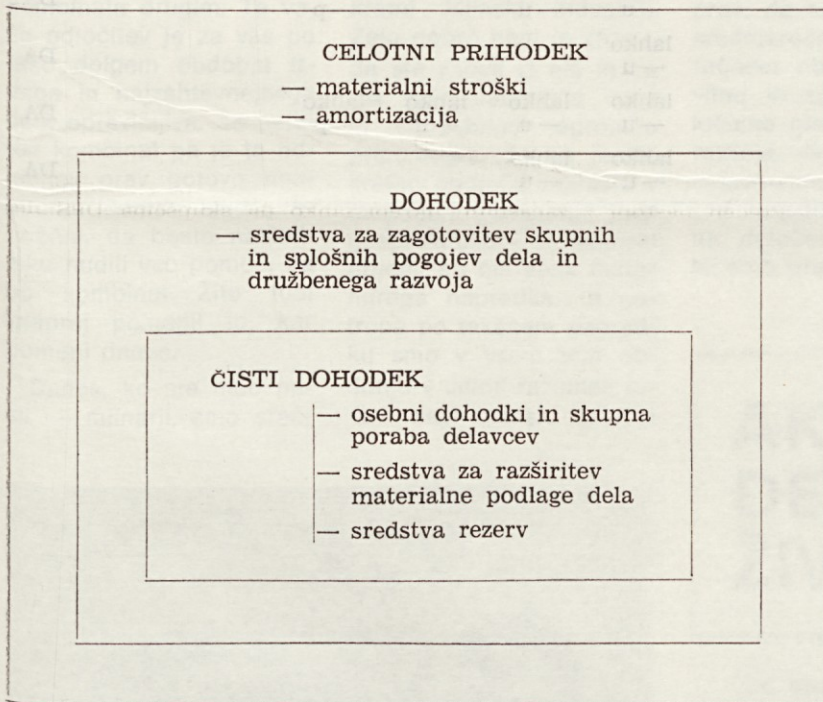 CELOTNI PRIHODEK
— materialni stroški
— amortizacija
DOHODEK
— sredstva za zagotovitev skupnih
in splošnih pogojev dela in
družbenega razvoja
ČISTI DOHODEK
— osebni dohodki in skupna
poraba delavcev
— sredstva za razširitev
materialne podlage dela
— sredstva rezerv